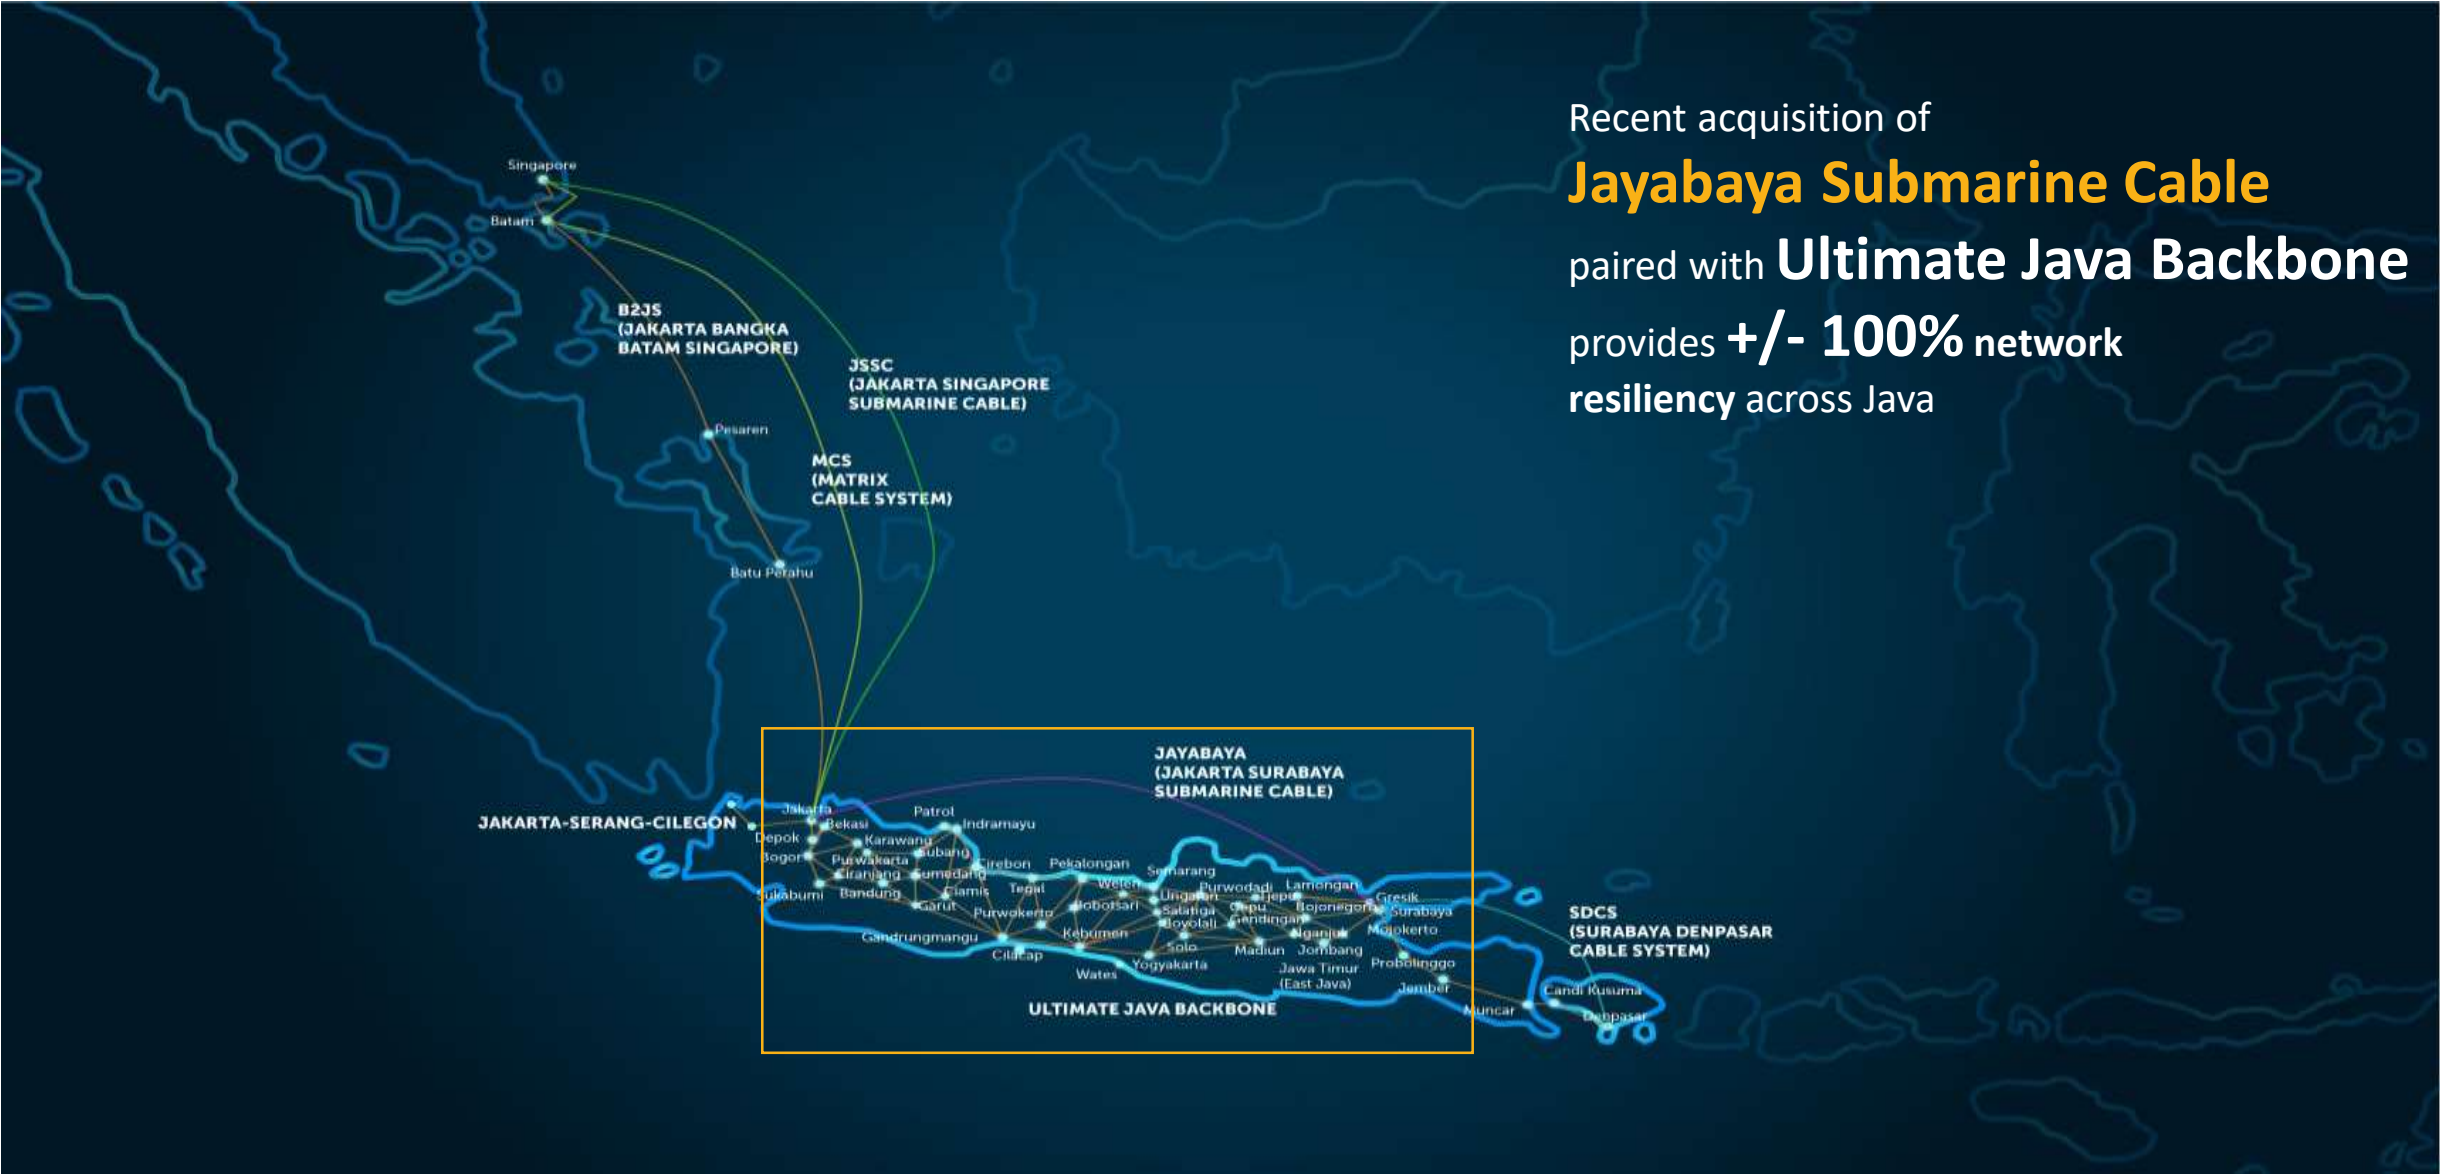 Recent acquisition of
Jayabaya Submarine Cable
paired with Ultimate Java Backbone
provides +/- 100% network
resiliency across Java
Singapore
Batam
B2JS
(JAKARTA BANGKA
BATAM SINGAPORE)
JSSC
(JAKARTA SINGAPORE
SUBMARINE CABLE)
Pesaren
MCS
(MATRIX
CABLE SYSTEM)
Batu Perahu
JAYABAYA
(JAKARTA SURABAYA
SUBMARINE CABLE)
JAKARTA-SERANG-CILEGON
Jakarta
Bekasi
Patrol
Indramayu
Depok
Karawang
Bogor
Purwakarta
Subang
Cirebon
Pekalongan
Semarang
Ciranjang
Sumedang
Sukabumi
Bandung
Ciamis
Tegal
Weleri
Purwodadi
Lamongan
Garut
Purwokerto
Bobotsari
Ungaran
Gresik
Salatiga
Cepu
Bojonegoro
Surabaya
Boyolali
Gendingan
Gandrungmangu
Kebumen
Nganjuk
Mojokerto
Cilacap
Solo
Madiun
Jombang
Wates
Yogyakarta
Jawa Timur
(East Java)
Probolinggo
Jember
ULTIMATE JAVA BACKBONE
Muncar
SDCS
(SURABAYA DENPASAR
CABLE SYSTEM)
Candi Kusuma
Denpasar